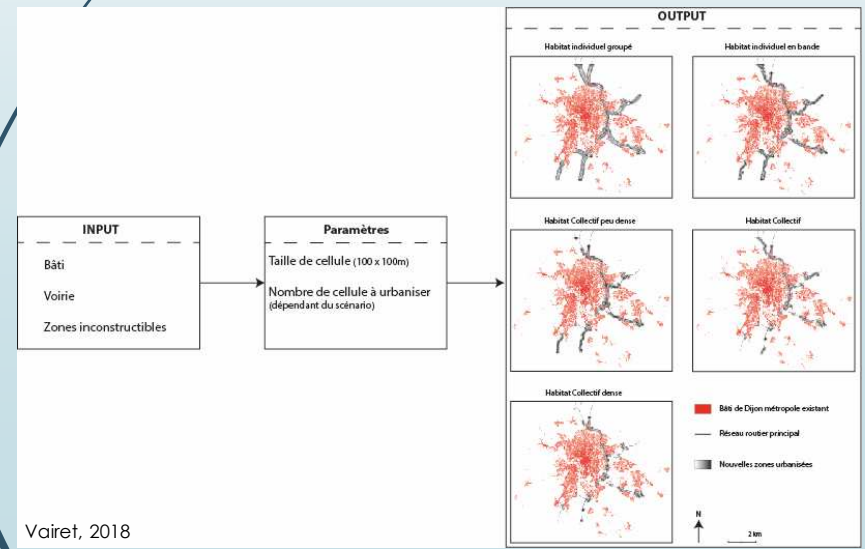 INPUT
Bâti
Voirie
Zones inconstructibles
Paramètres
Taille de cellule (100 x 100m)
Nombre de cellule à urbaniser
(dépendant du scénario)
OUTPUT
Habitat individuel groupé
Habitat individuel en bande
Habitat Collectif peu dense
Habitat Collectif
Habitat Collectif dense
Bâti de Dijon métropole existant
Réseau routier principal
Nouvelles zones urbanisées
N
2 km
Vairet, 2018